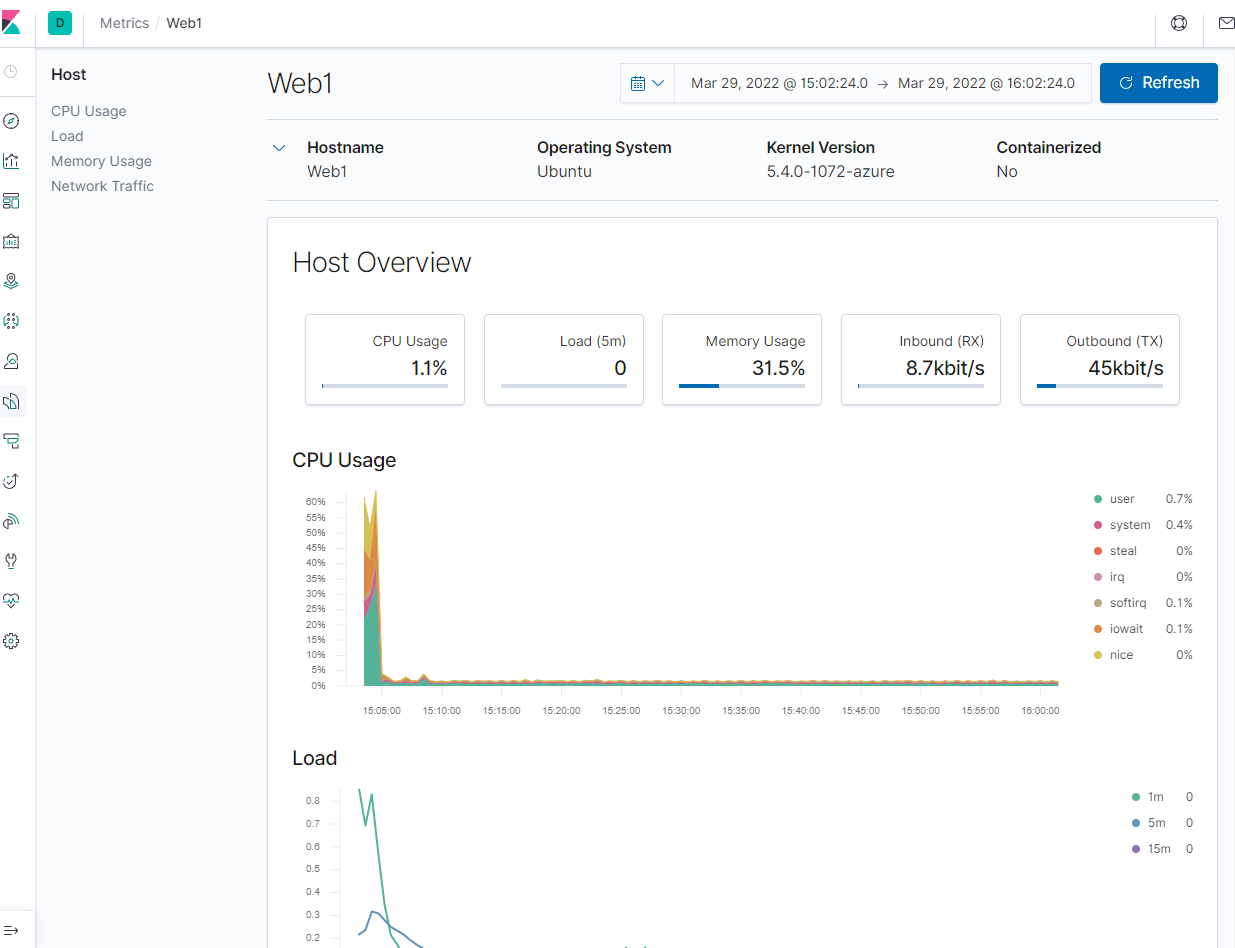 D Metrics / Web1
Host
CPU Usage
Load
Memory Usage
Network Traffic
Web1
Mar 29, 2022 @ 15:02:24.0 → Mar 29, 2022 @ 16:02:24.0 Refresh
Hostname Operating System Kernel Version Containerized
Web1 Ubuntu 5.4.0-1072-azure No
Host Overview
CPU Usage Load (5m) Memory Usage Inbound (RX) Outbound (TX)
1.1% 0 31.5% 8.7kbit/s 45kbit/s
CPU Usage
60%
55%
50%
45%
40%
35%
30%
25%
20%
15%
10%
5%
0%
15:05:00 15:10:00 15:15:00 15:20:00 15:25:00 15:30:00 15:35:00 15:40:00 15:45:00 15:50:00 15:55:00 16:00:00
user 0.7%
system 0.4%
steal 0%
irq 0%
softirq 0.1%
iowait 0.1%
nice 0%
Load
0.8
0.7
0.6
0.5
0.4
0.3
0.2
1m 0
5m 0
15m 0